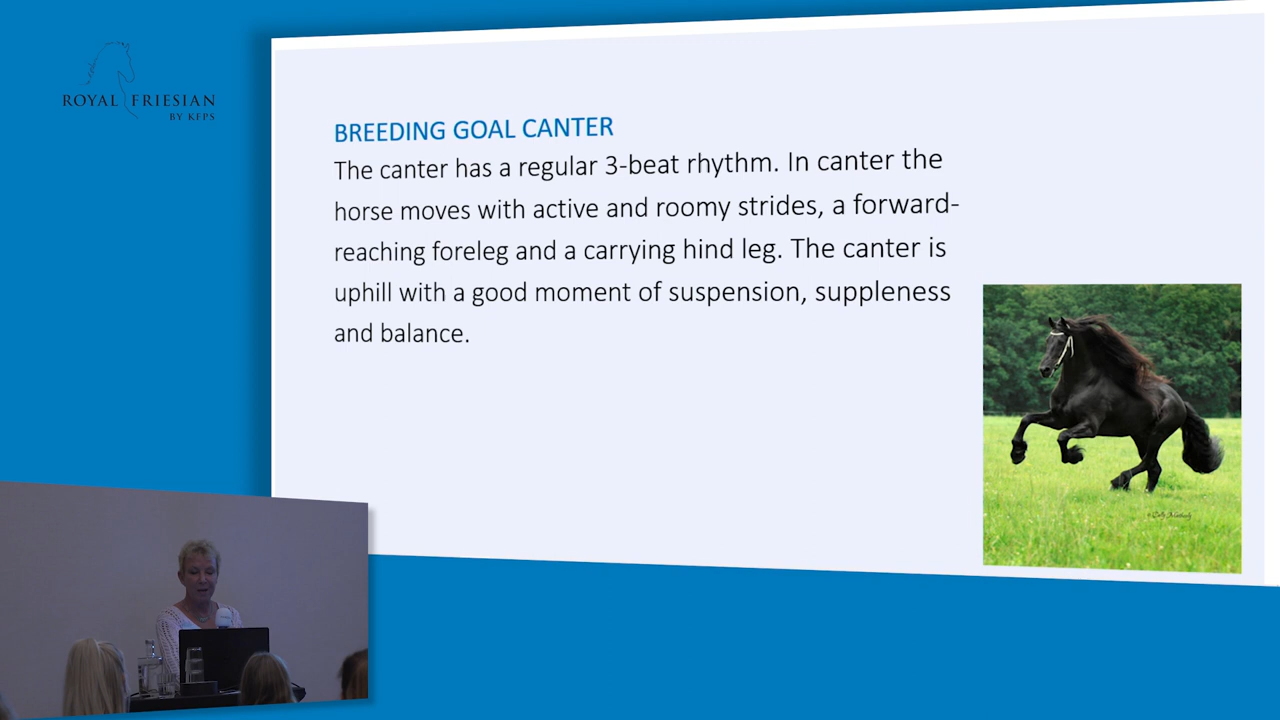 ROYAL FRIESIAN
BY KFPS
BREEDING GOAL CANTER
The canter has a regular 3-beat rhythm. In canter the
horse moves with active and roomy strides, a forward-
reaching foreleg and a carrying hind leg. The canter is
uphill with a good moment of suspension, suppleness
and balance.